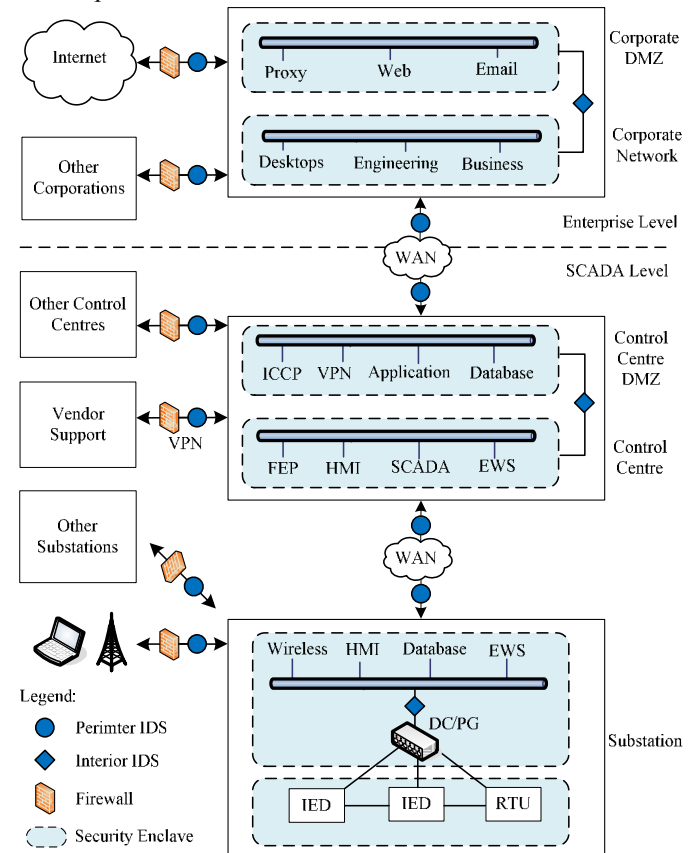 Internet
Proxy
Web
Email
Corporate
DMZ
Other
Corporations
Desktops
Engineering
Business
Corporate
Network
Enterprise Level
WAN
SCADA Level
Other Control
Centres
ICCP
VPN
Application
Database
Control
Centre
DMZ
Vendor
Support
VPN
FEP
HMI
SCADA
EWS
Control
Centre
Other
Substations
WAN
Wireless
HMI
Database
EWS
DC/PG
Substation
IED
IED
RTU
Legend:
Perimter IDS
Interior IDS
Firewall
Security Enclave